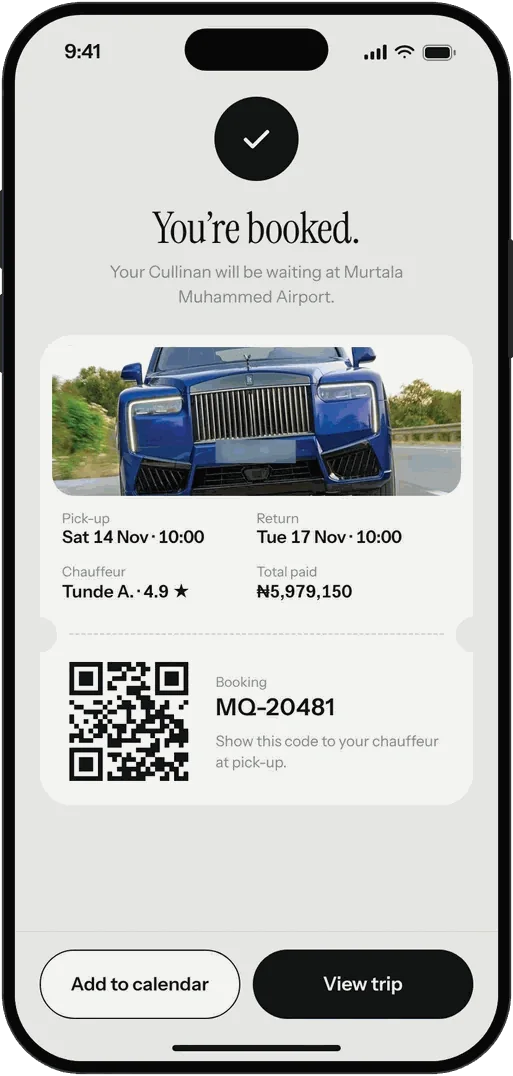 9:41
You’re booked.
Your Cullinan will be waiting at Murtala
Muhammed Airport.
Pick-up
Sat 14 Nov · 10:00
Return
Tue 17 Nov · 10:00
Chauffeur
Tunde A. · 4.9 ★
Total paid
₦5,979,150
Booking
MQ-20481
Show this code to your chauffeur
at pick-up.
Add to calendar
View trip